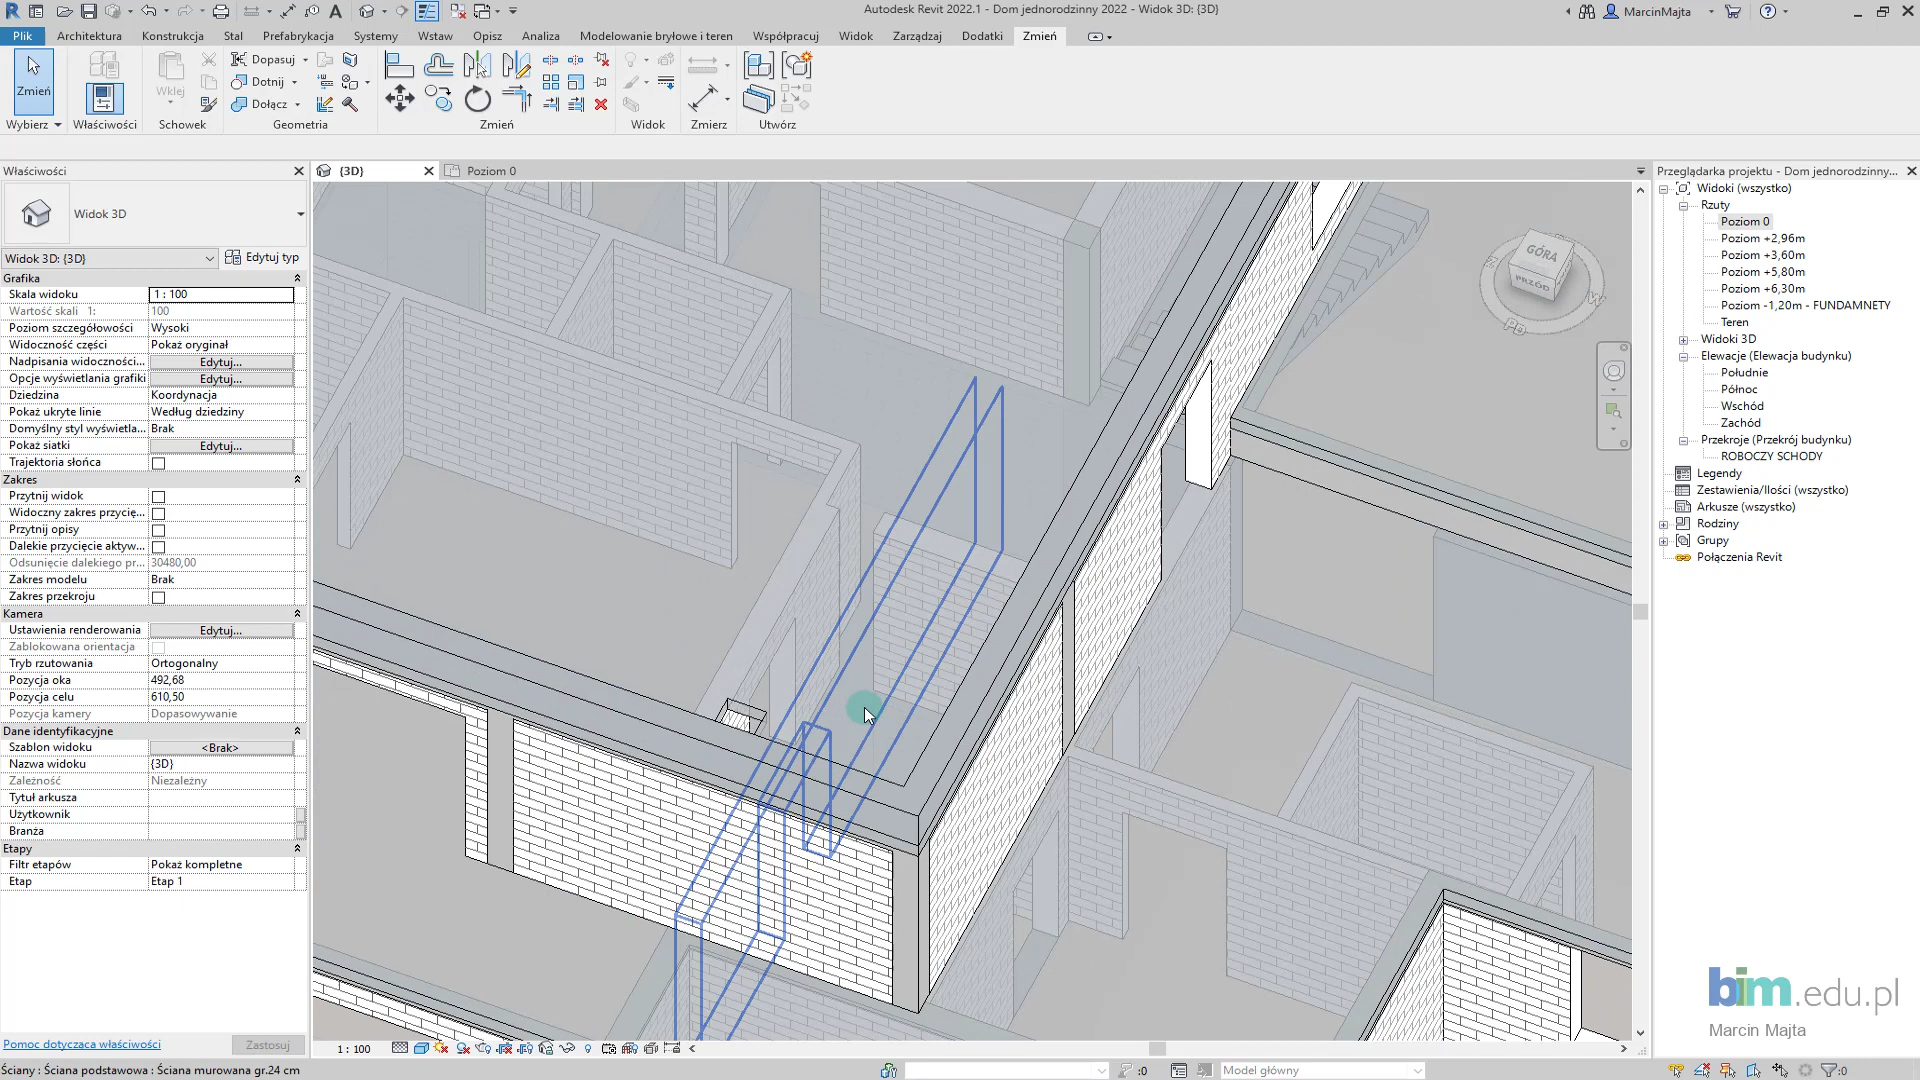 Autodesk Revit 2022.1 - Dom jednorodzinny 2022 - Widok 3D: {3D}
MarcinMajta
Plik Architektura Konstrukcja Stal Prefabrykacja Systemy Wstaw Opisz Analiza Modelowanie bryłowe i teren Współpracuj Widok Zarządzaj Dodatki Zmień
Zmień
Wklej
Dopasuj
Dotnij
Dołącz
Wybierz Właściwości Schowek Geometria Zmień Widok Zmierz Utwórz
Właściwości
{3D}
Poziom 0
Przeglądarka projektu - Dom jednorodzinny...
Widok 3D
Widok 3D: {3D}
Edytuj typ
Grafika
Skala widoku 1 : 100
Wartość skali 1: 100
Poziom szczegółowości Wysoki
Widoczność części Pokaż oryginał
Nadpisania widoczności... Edytuj...
Opcje wyświetlania grafiki Edytuj...
Dziedzina Koordynacja
Pokaż ukryte linie Według dziedziny
Domyślny styl wyświetla... Brak
Pokaż siatki Edytuj...
Trajektoria słońca
Zakres
Przytnij widok
Widoczny zakres przycię...
Przytnij opisy
Dalekie przycięcie aktyw...
Odsunięcie dalekiego pr... 30480,00
Zakres modelu Brak
Zakres przekroju
Kamera
Ustawienia renderowania Edytuj...
Zablokowana orientacja
Tryb rzutowania Ortogonalny
Pozycja oka 492,68
Pozycja celu 610,50
Pozycja kamery Dopasowywanie
Dane identyfikacyjne
Szablon widoku <Brak>
Nazwa widoku {3D}
Zależność Niezależny
Tytuł arkusza
Użytkownik
Branża
Etapy
Filtr etapów Pokaż kompletne
Etap Etap 1
Pomoc dotycząca właściwości
Zastosuj
GÓRA
PRZÓD
W
PD
Widoki (wszystko)
Rzuty
Poziom 0
Poziom +2,96m
Poziom +3,60m
Poziom +5,80m
Poziom +6,30m
Poziom -1,20m - FUNDAMNETY
Teren
Widoki 3D
Elewacje (Elewacja budynku)
Południe
Północ
Wschód
Zachód
Przekroje (Przekrój budynku)
ROBOCZY SCHODY
Legendy
Zestawienia/Ilości (wszystko)
Arkusze (wszystko)
Rodziny
Grupy
Połączenia Revit
bim.edu.pl
Marcin Majta
1 : 100
Ściany : Ściana podstawowa : Ściana murowana gr.24 cm
:0
Model główny
:0